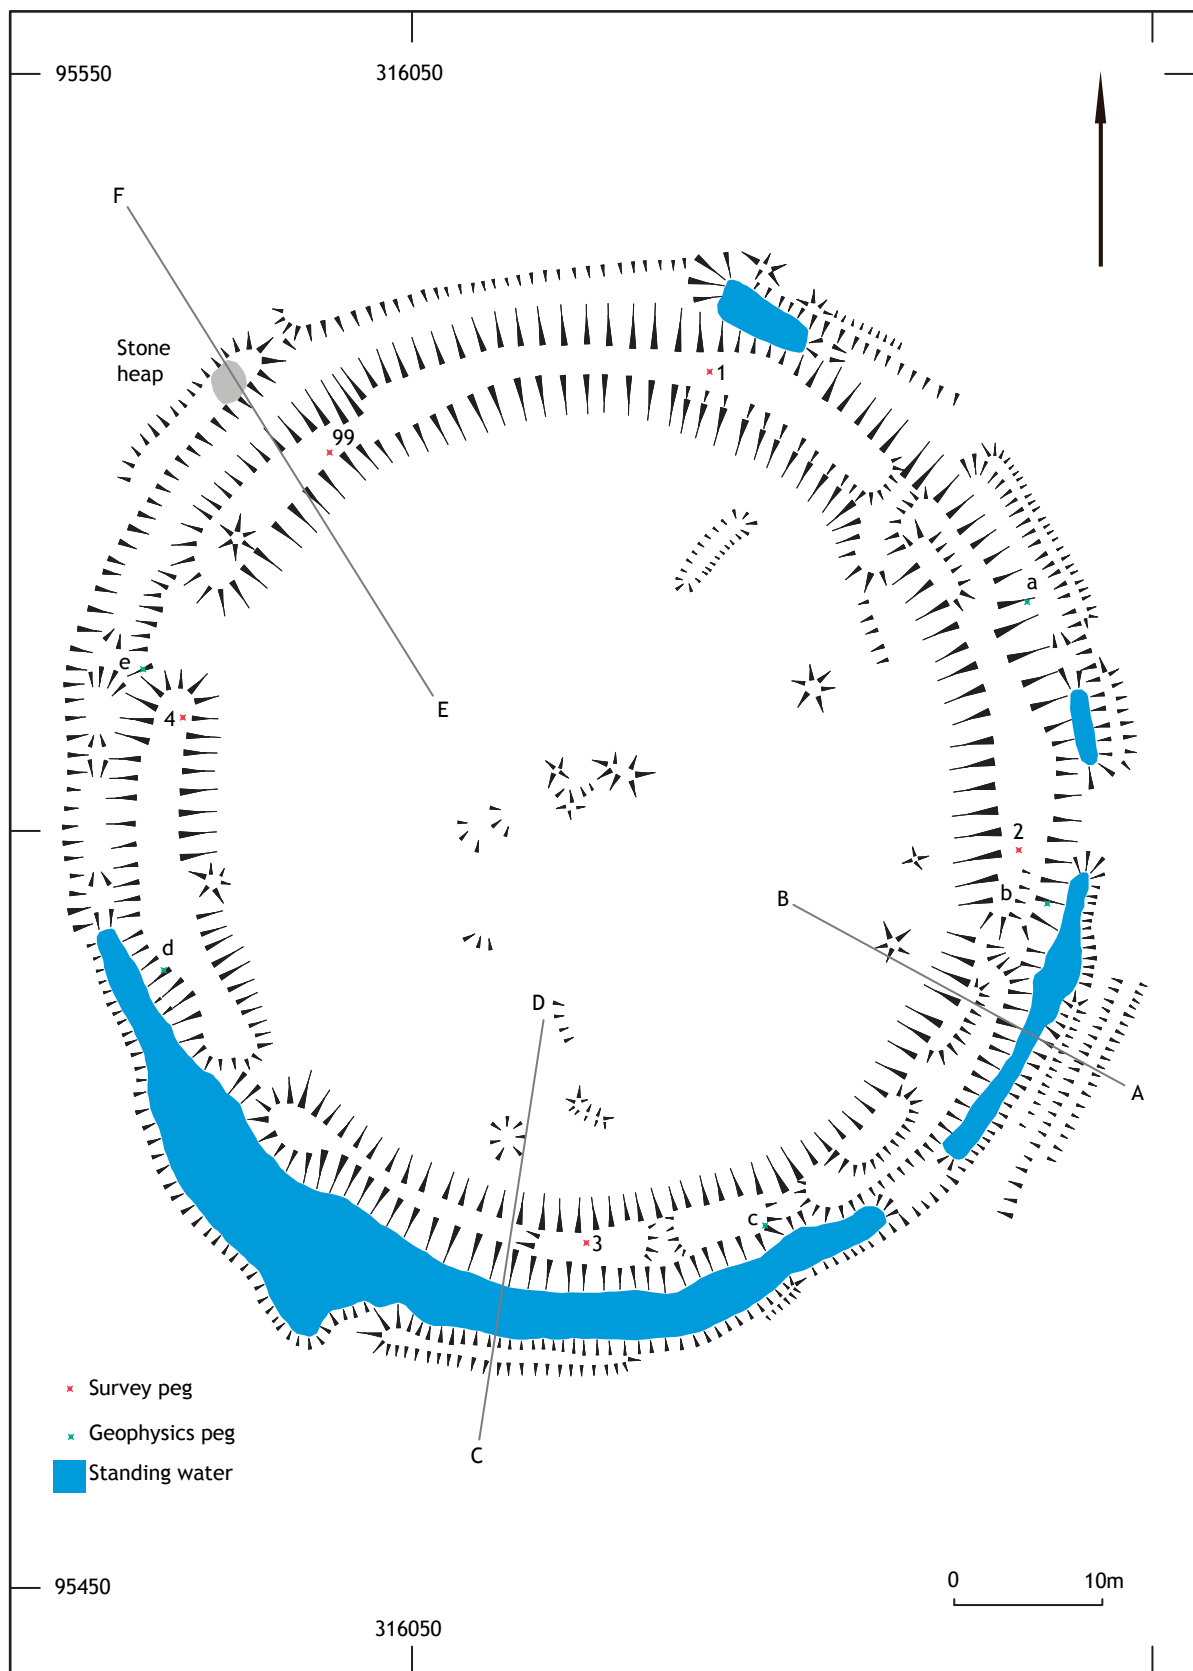 95550
316050
F
Stone
heap
1
99
a
e
4
E
2
B
b
d
D
A
c
3
C
Survey peg
Geophysics peg
Standing water
0 10m
95450
316050